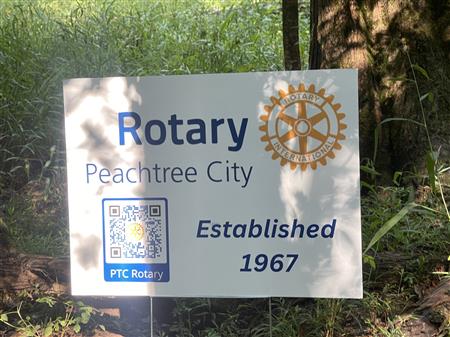 Rotary
Peachtree City
ROTARY
INTERNATIONAL
PTC Rotary
Established
1967